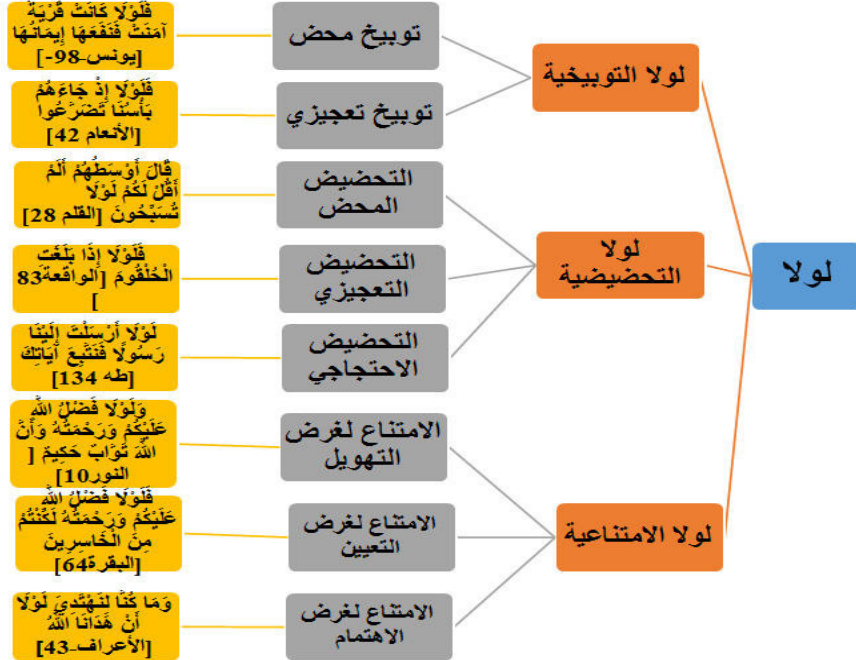 لولا
لولا التوبيخية
توبيخ محض
فَلَوْلَا كَانَتْ قَرْيَةٌ
آمَنَتْ فَنَفَعَهَا إِيمَانُهَا
[يونس-98-]
توبيخ تعجيزي
فَلَوْلَا إِذْ جَاءَهُمْ
بَأْسُنَا تَضَرَّعُوا
[الأنعام 42]
لولا
التحضيضية
التحضيض
المحض
قَالَ أَوْسَطُهُمْ أَلَمْ
أَقُلْ لَكُمْ لَوْلَا
تُسَبِّحُونَ [القلم 28]
التحضيض
التعجيزي
فَلَوْلَا إِذَا بَلَغَتِ
الْحُلْقُومَ [الواقعة83
]
التحضيض
الاحتجاجي
لَوْلَا أَرْسَلْتَ إِلَيْنَا
رَسُولًا فَنَتَّبِعَ آيَاتِكَ
[طه 134]
لولا الامتناعية
الامتناع لغرض
التهويل
وَلَوْلَا فَضْلُ اللَّهِ
عَلَيْكُمْ وَرَحْمَتُهُ وَأَنَّ
اللَّهَ تَوَّابٌ حَكِيمٌ [
النور10]
الامتناع لغرض
التعيين
فَلَوْلَا فَضْلُ اللَّهِ
عَلَيْكُمْ وَرَحْمَتُهُ لَكُنْتُمْ
مِنَ الْخَاسِرِينَ
[البقرة64]
الامتناع لغرض
الاهتمام
وَمَا كُنَّا لِنَهْتَدِيَ لَوْلَا
أَنْ هَدَانَا اللَّهُ
[الأعراف-43]